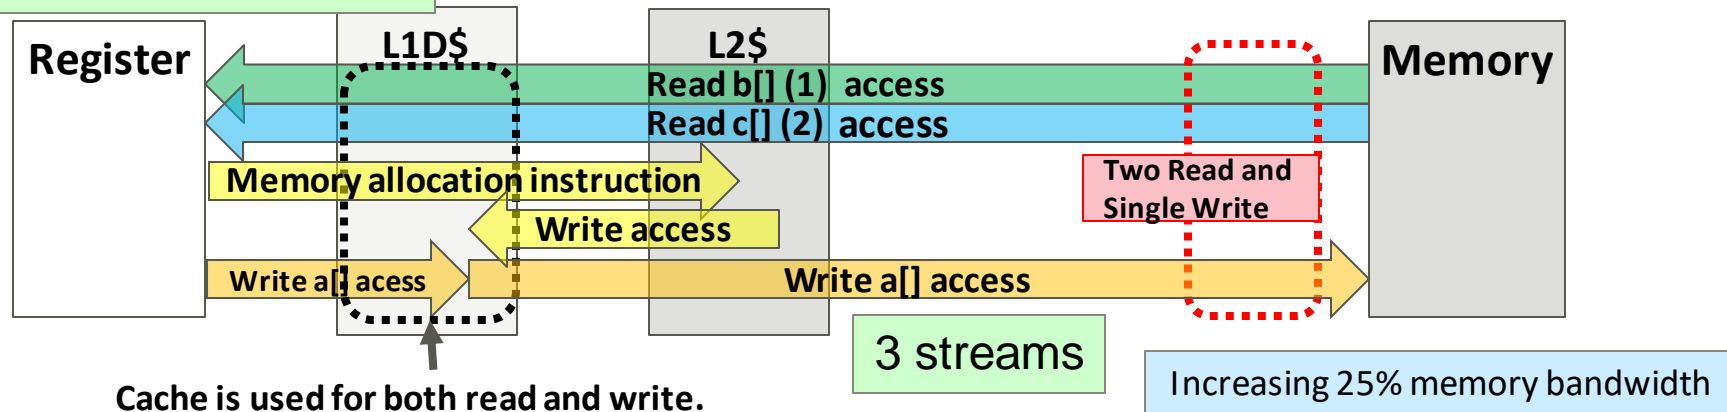 Register
L1D$
L2$
Memory
Read b[] (1) access
Read c[] (2) access
Memory allocation instruction
Two Read and
Single Write
Write access
Write a[] acess
Write a[] access
3 streams
Increasing 25% memory bandwidth
Cache is used for both read and write.